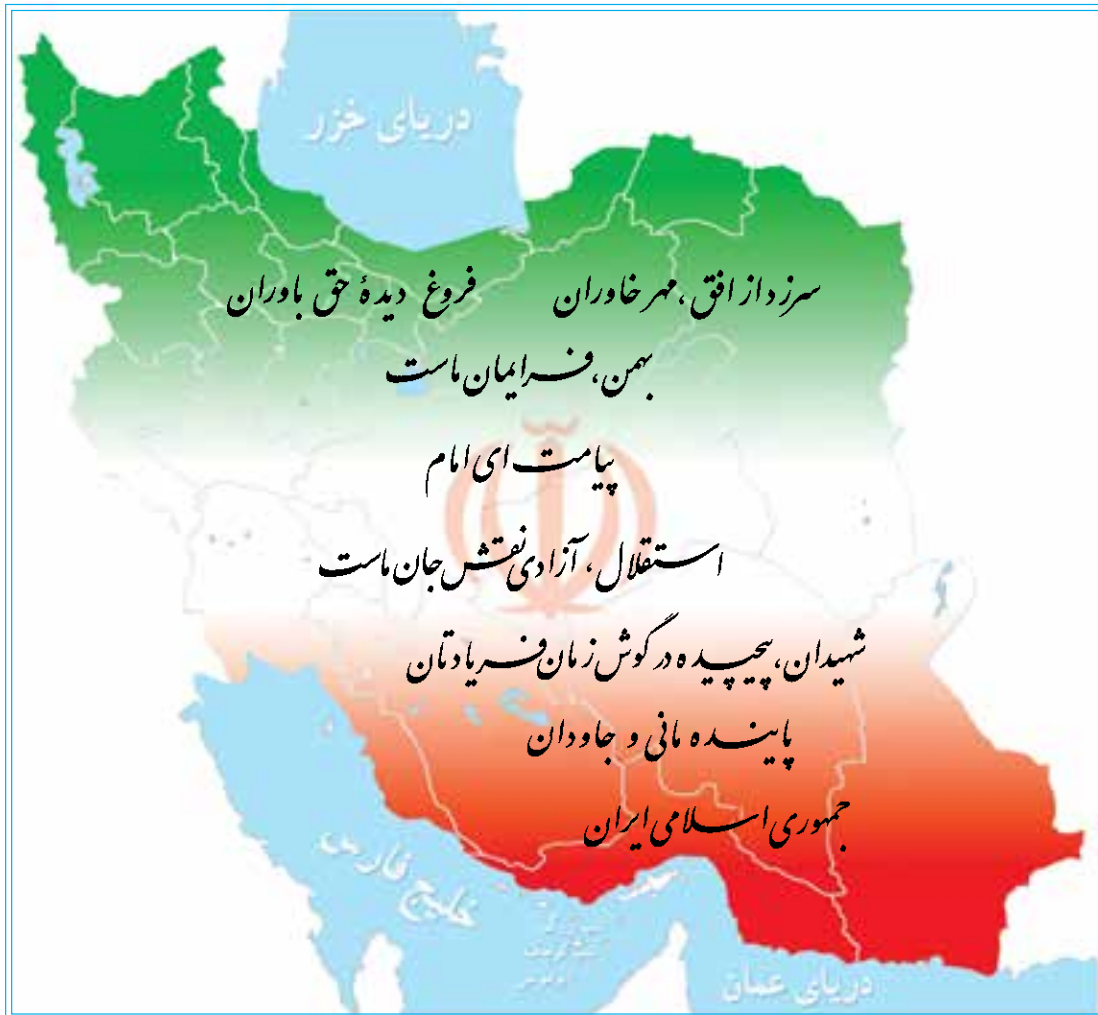 دریای خزر
سرزد از افق، مهر خاوران فروغ دیدهٔ حق باوران
بهمن، فر ایمان ماست
پیامت ای امام
استقلال، آزادی نقش جان ماست
شهیدان، پیچیده در گوش زمان فریادتان
پاینده مانی و جاودان
جمهوری اسلامی ایران
خلیج فارس
دریای عمان